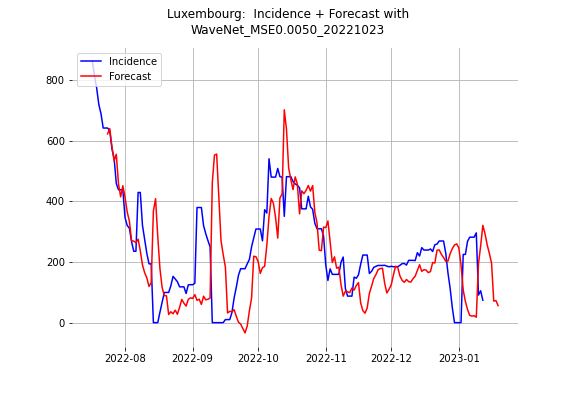 Luxembourg:  Incidence + Forecast with
WaveNet_MSE0.0050_20221023
Incidence
Forecast
800
600
400
200
0
2022-08
2022-09
2022-10
2022-11
2022-12
2023-01